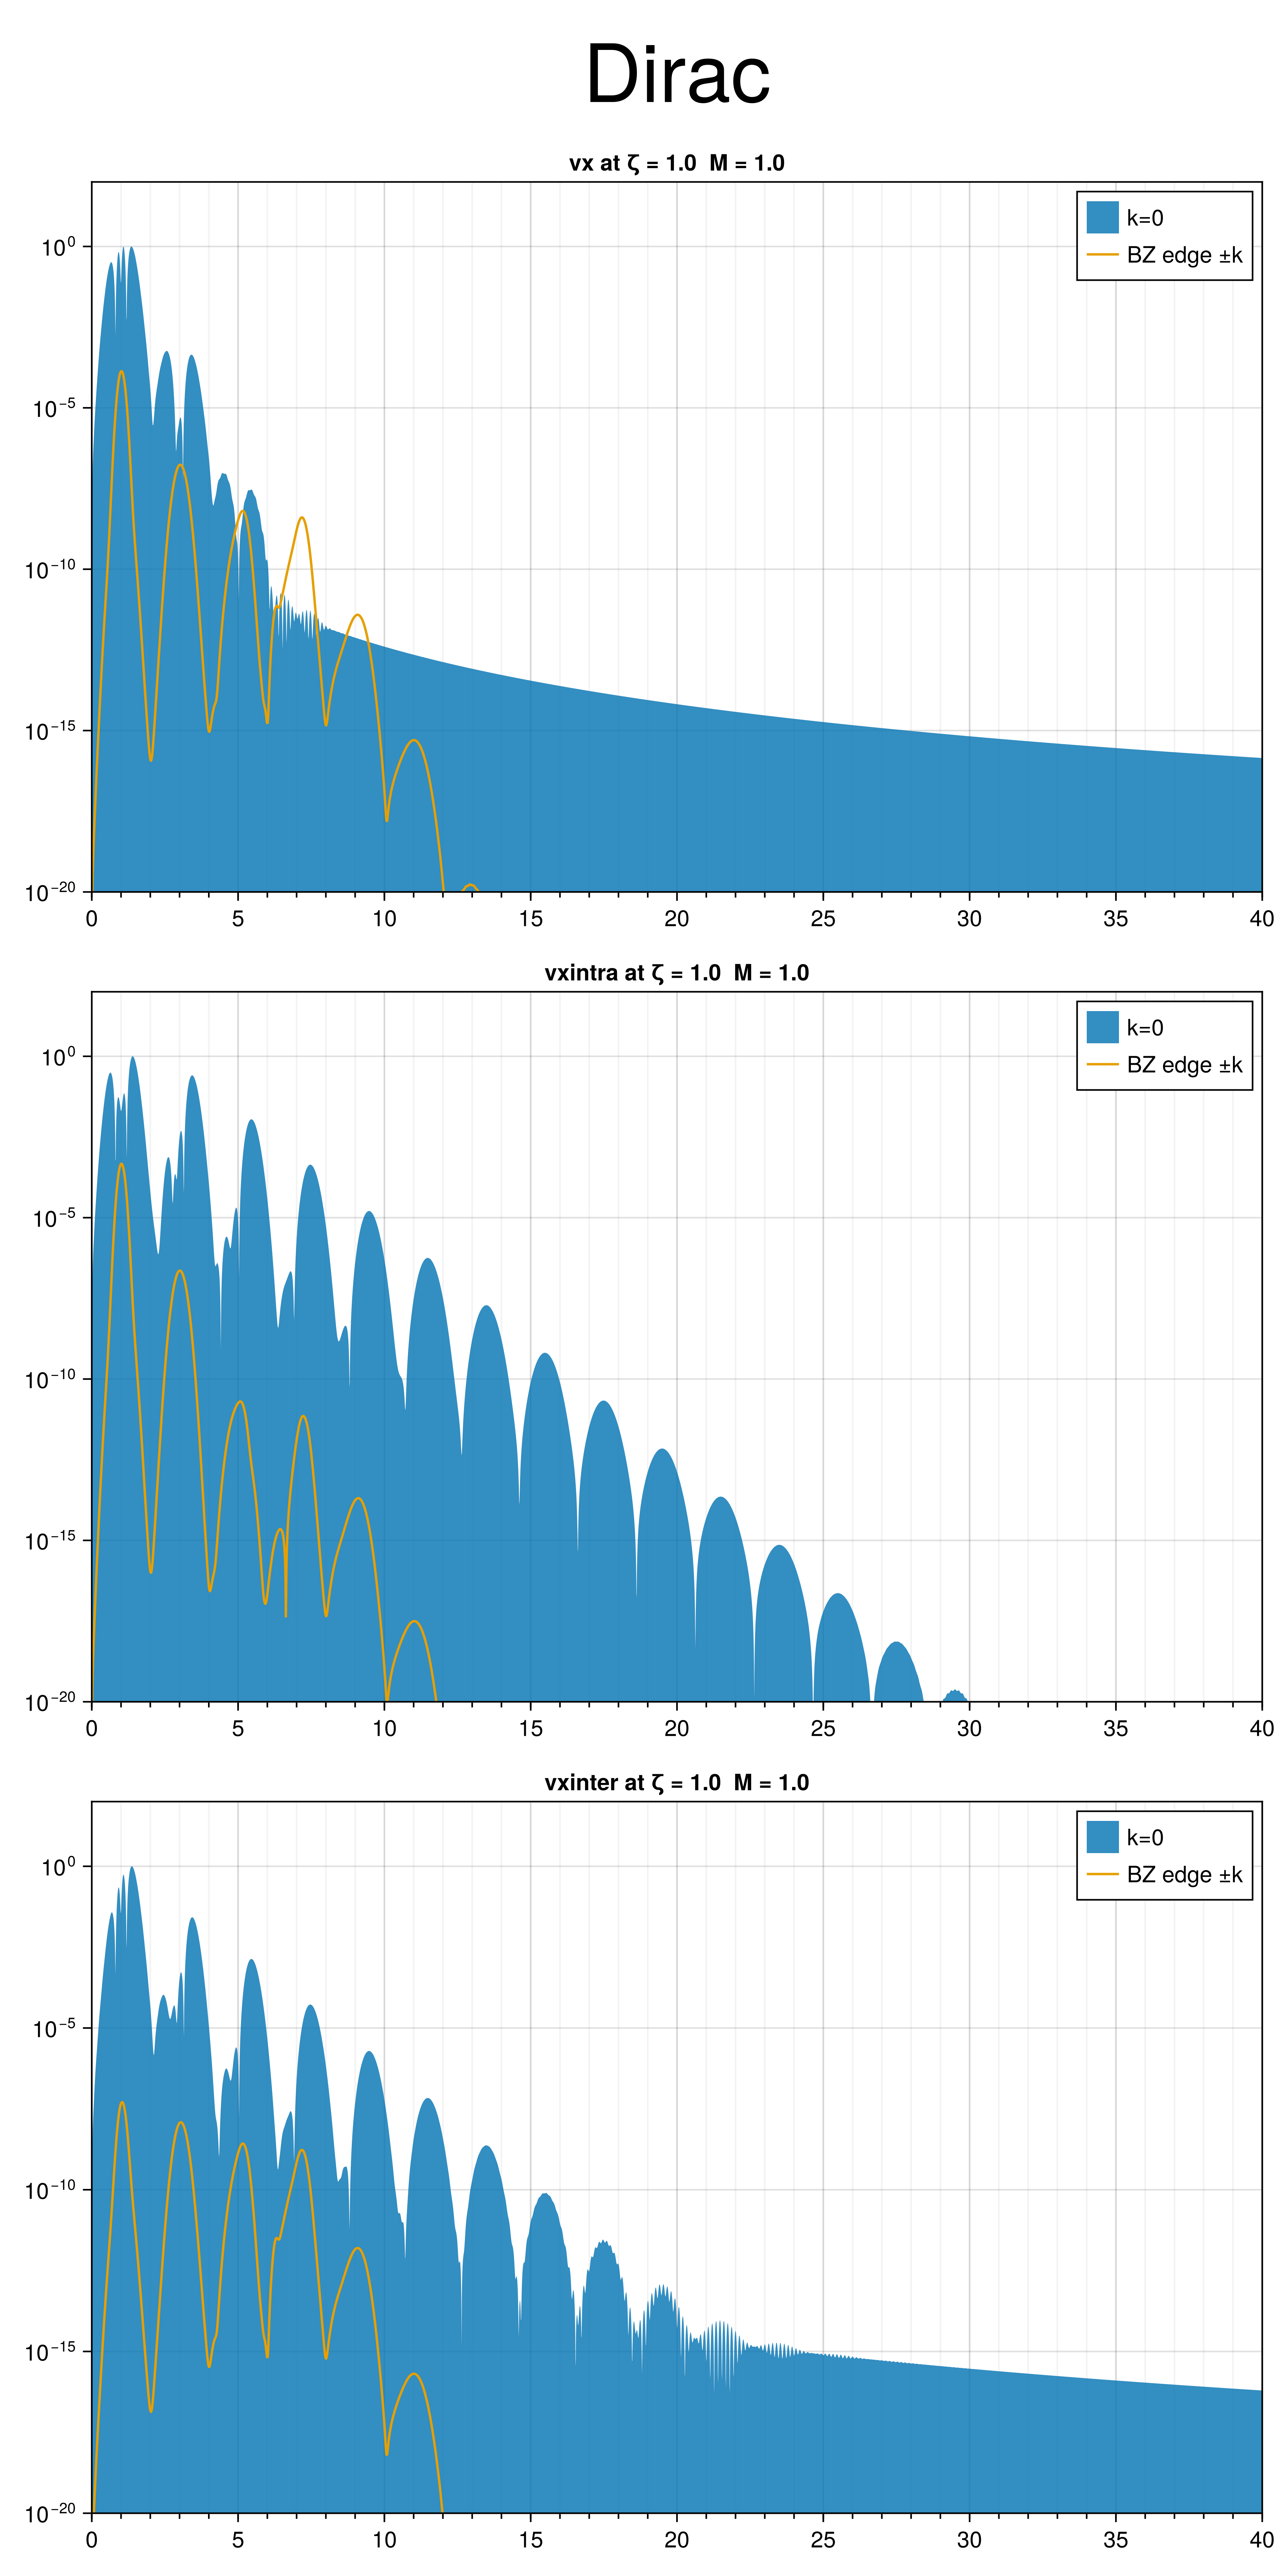 Dirac
vx at ζ = 1.0 M = 1.0
k=0
BZ edge ±k
10⁰
10⁻⁵
10⁻¹⁰
10⁻¹⁵
10⁻²⁰
0 5 10 15 20 25 30 35 40
vxintra at ζ = 1.0 M = 1.0
k=0
BZ edge ±k
10⁰
10⁻⁵
10⁻¹⁰
10⁻¹⁵
10⁻²⁰
0 5 10 15 20 25 30 35 40
vxinter at ζ = 1.0 M = 1.0
k=0
BZ edge ±k
10⁰
10⁻⁵
10⁻¹⁰
10⁻¹⁵
10⁻²⁰
0 5 10 15 20 25 30 35 40